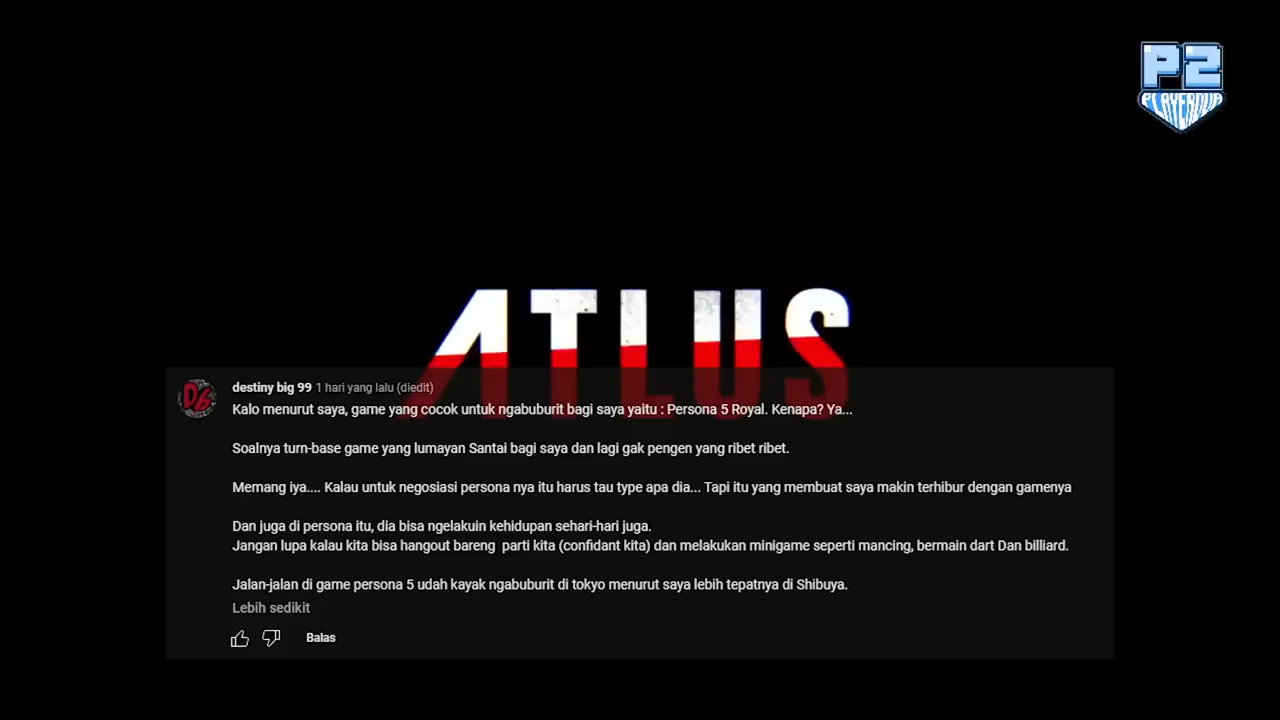 P2
PLAYERDUA
ATLUS
destiny big 99 1 hari yang lalu (diedit)
Kalo menurut saya, game yang cocok untuk ngabuburit bagi saya yaitu : Persona 5 Royal. Kenapa? Ya...
Soalnya turn-base game yang lumayan Santai bagi saya dan lagi gak pengen yang ribet ribet.
Memang iya.... Kalau untuk negosiasi persona nya itu harus tau type apa dia... Tapi itu yang membuat saya makin terhibur dengan gamenya
Dan juga di persona itu, dia bisa ngelakuin kehidupan sehari-hari juga.
Jangan lupa kalau kita bisa hangout bareng  parti kita (confidant kita) dan melakukan minigame seperti mancing, bermain dart Dan billiard.
Jalan-jalan di game persona 5 udah kayak ngabuburit di tokyo menurut saya lebih tepatnya di Shibuya.
Lebih sedikit
Balas